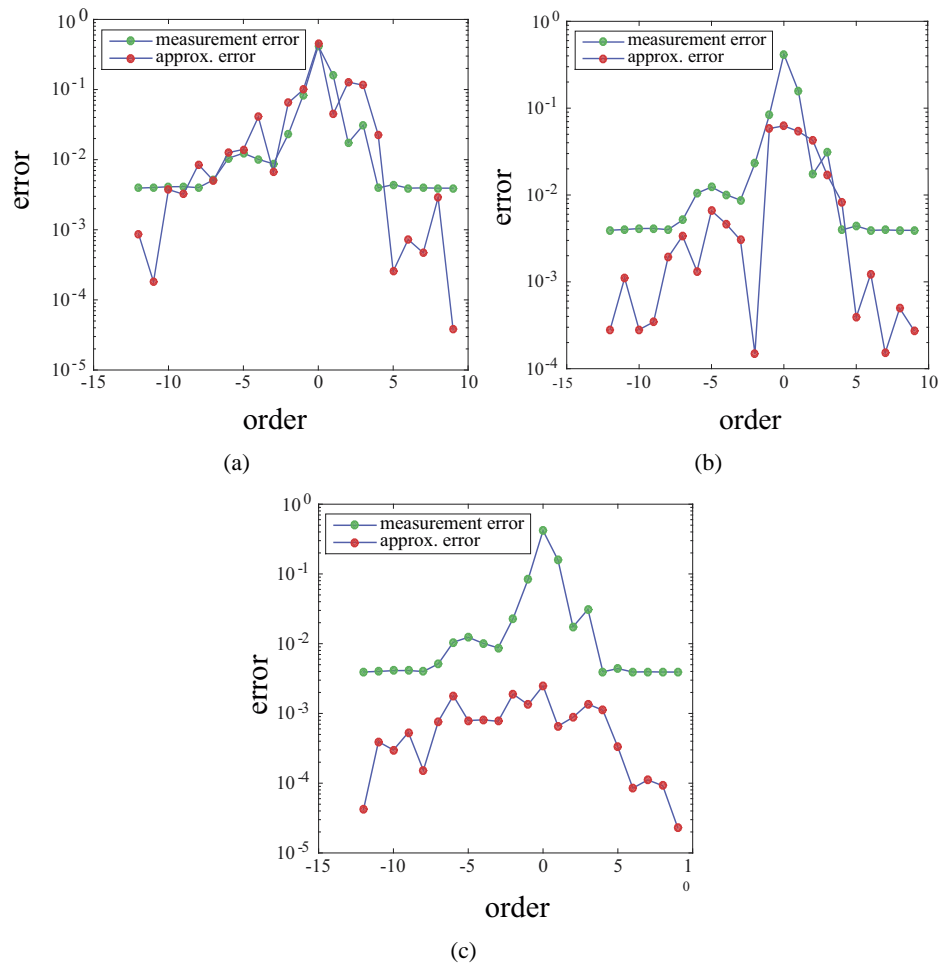 10^0
10^-1
10^-2
10^-3
10^-4
10^-5
error
measurement error
approx. error
-15 -10 -5 0 5 10
order
(a)
10^0
10^-1
10^-2
10^-3
10^-4
error
measurement error
approx. error
-15 -10 -5 0 5 10
order
(b)
10^0
10^-1
10^-2
10^-3
10^-4
10^-5
error
measurement error
approx. error
-15 -10 -5 0 5 1
0
order
(c)